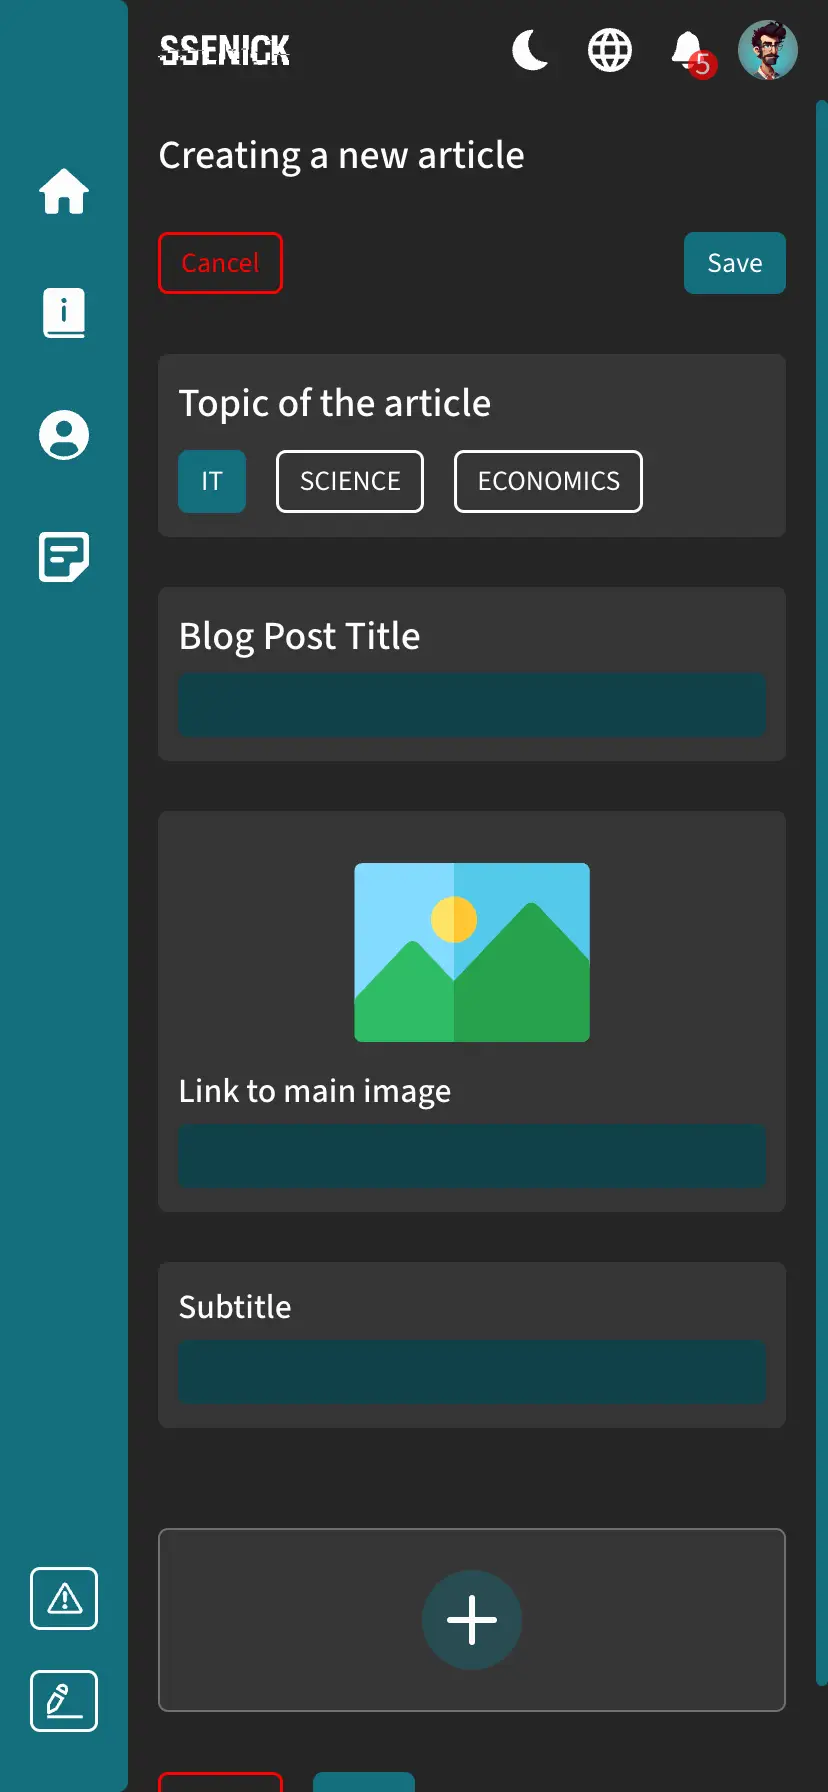 SSENICK
5
Creating a new article
Cancel
Save
Topic of the article
IT
SCIENCE
ECONOMICS
Blog Post Title
Link to main image
Subtitle